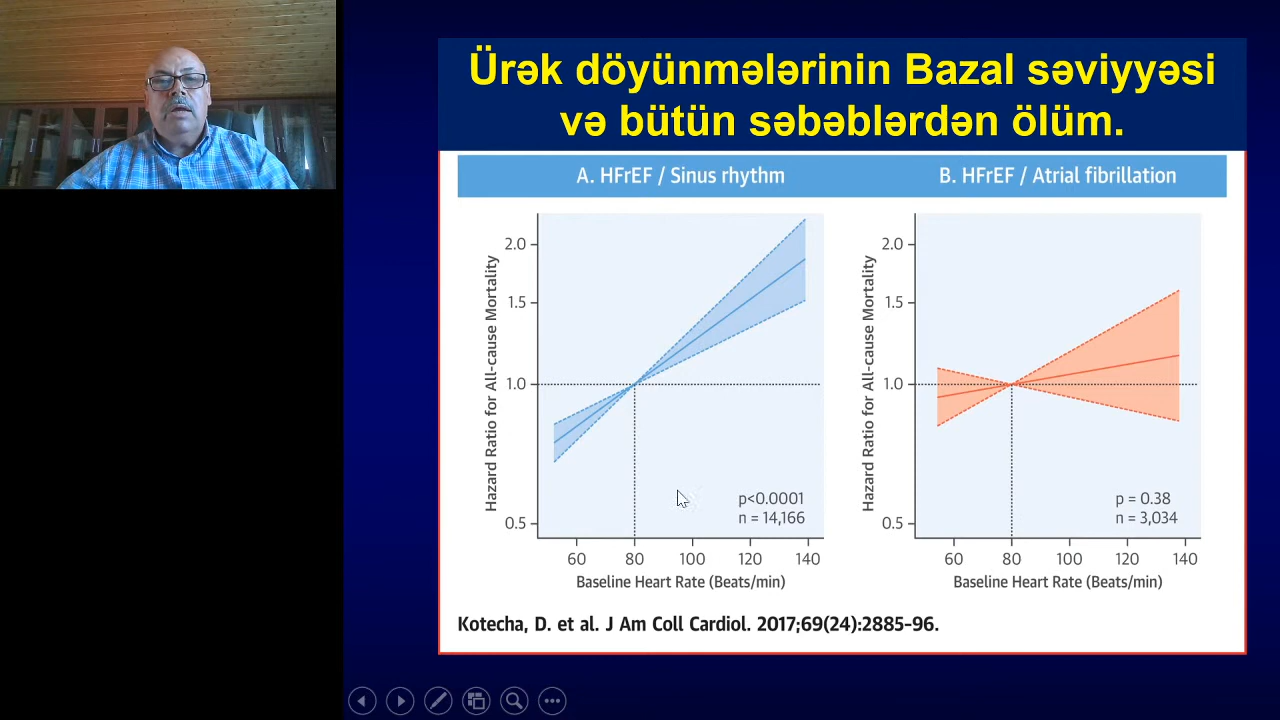 Ürək döyünmələrinin Bazal səviyyəsi
və bütün səbəblərdən ölüm.
A. HFrEF / Sinus rhythm
B. HFrEF / Atrial fibrillation
Hazard Ratio for All-cause Mortality
2.0
1.5
1.0
0.5
p<0.0001
n = 14,166
60 80 100 120 140
Baseline Heart Rate (Beats/min)
Hazard Ratio for All-cause Mortality
2.0
1.5
1.0
0.5
p = 0.38
n = 3,034
60 80 100 120 140
Baseline Heart Rate (Beats/min)
Kotecha, D. et al. J Am Coll Cardiol. 2017;69(24):2885-96.